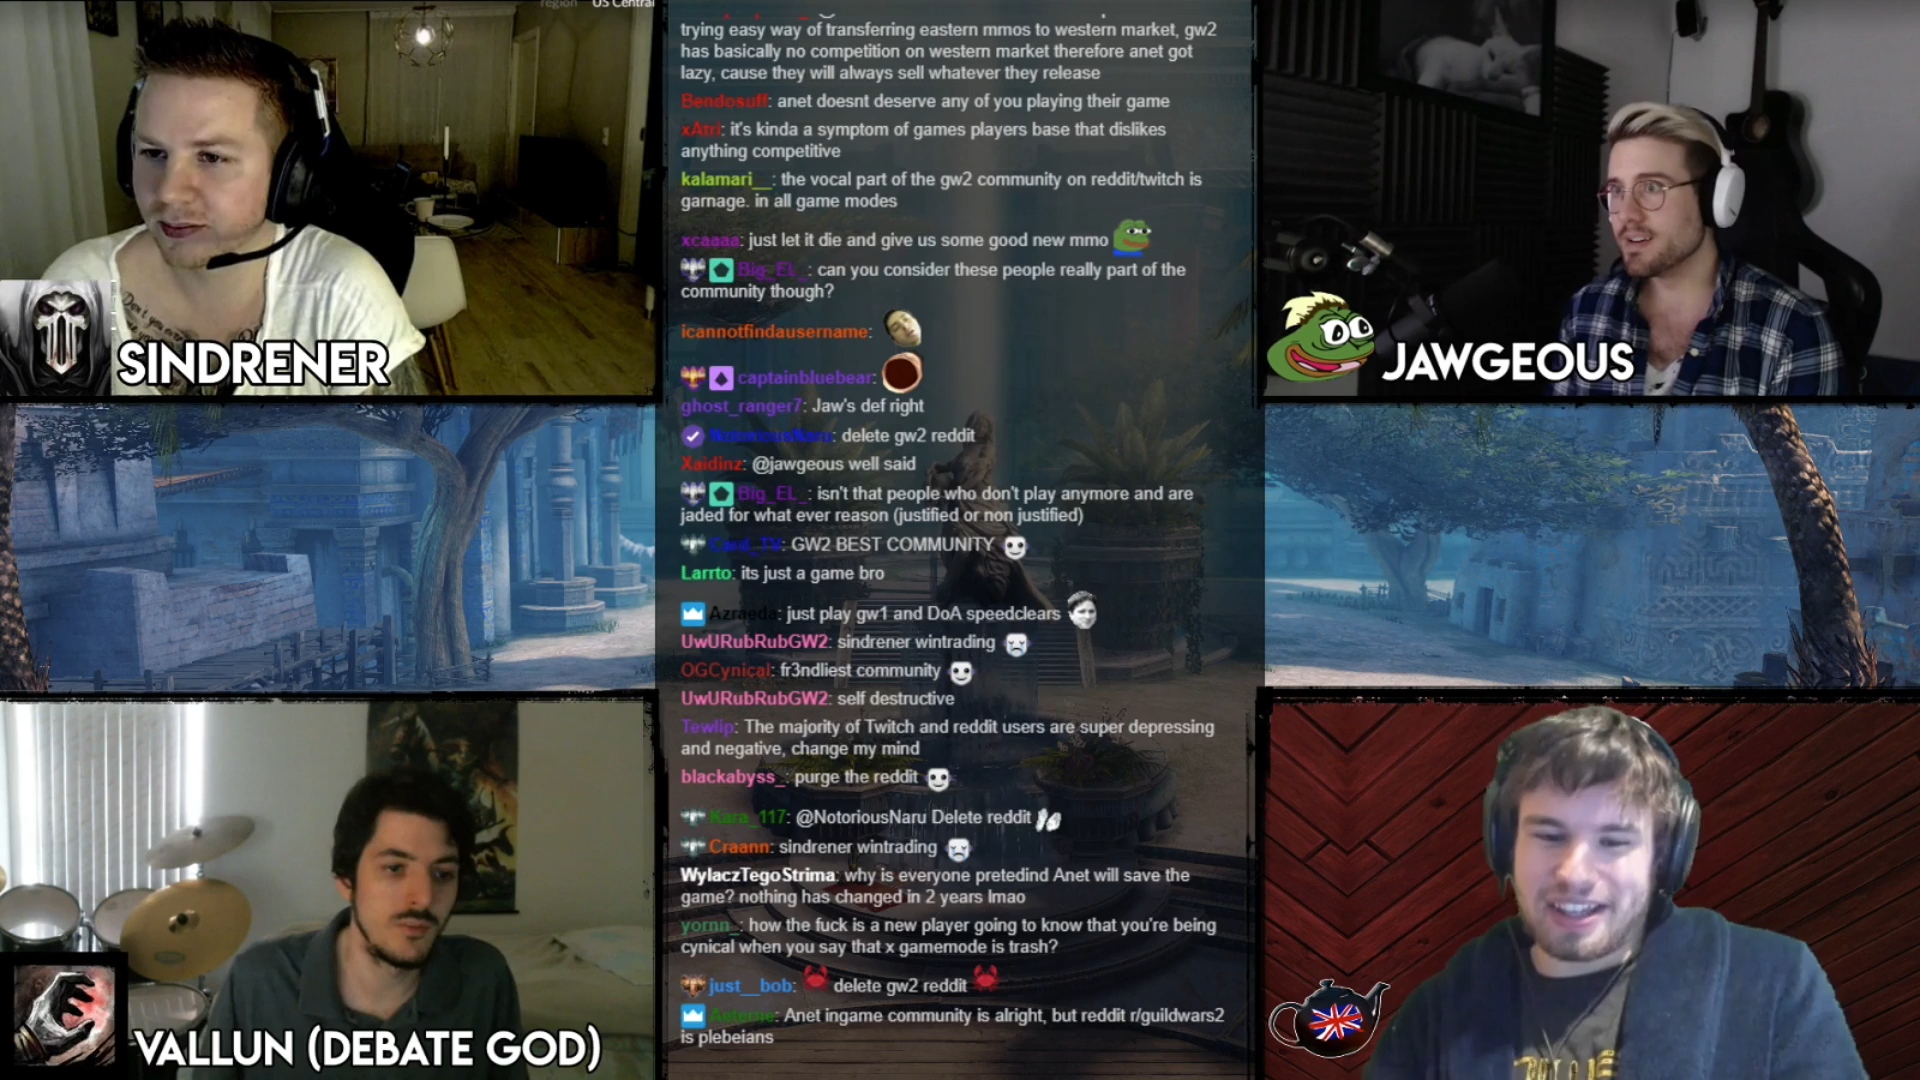 region US Central
trying easy way of transferring eastern mmos to western market, gw2
has basically no competition on western market therefore anet got
lazy, cause they will always sell whatever they release
Bendosuff: anet doesnt deserve any of you playing their game
xAtri: it's kinda a symptom of games players base that dislikes
anything competitive
kalamari__: the vocal part of the gw2 community on reddit/twitch is
garnage. in all game modes
xcaaaa: just let it die and give us some good new mmo
Big_EL_: can you consider these people really part of the
community though?
icannotfindausername:
captainbluebear:
ghost_ranger7: Jaw's def right
NotoriousNaru: delete gw2 reddit
Xaidinz: @jawgeous well said
Big_EL_: isn't that people who don't play anymore and are
jaded for what ever reason (justified or non justified)
Card_TV: GW2 BEST COMMUNITY
Larrto: its just a game bro
Azraeda: just play gw1 and DoA speedclears
UwURubRubGW2: sindrener wintrading
OGCynical: fr3ndliest community
UwURubRubGW2: self destructive
Tewlip: The majority of Twitch and reddit users are super depressing
and negative, change my mind
blackabyss_: purge the reddit
Kara_117: @NotoriousNaru Delete reddit
Craann: sindrener wintrading
WylaczTegoStrima: why is everyone pretedind Anet will save the
game? nothing has changed in 2 years lmao
yornn_: how the fuck is a new player going to know that you're being
cynical when you say that x gamemode is trash?
just__bob: delete gw2 reddit
Anet ingame community is alright, but reddit r/guildwars2
is plebeians
SINDRENER
JAWGEOUS
VALLUN (DEBATE GOD)